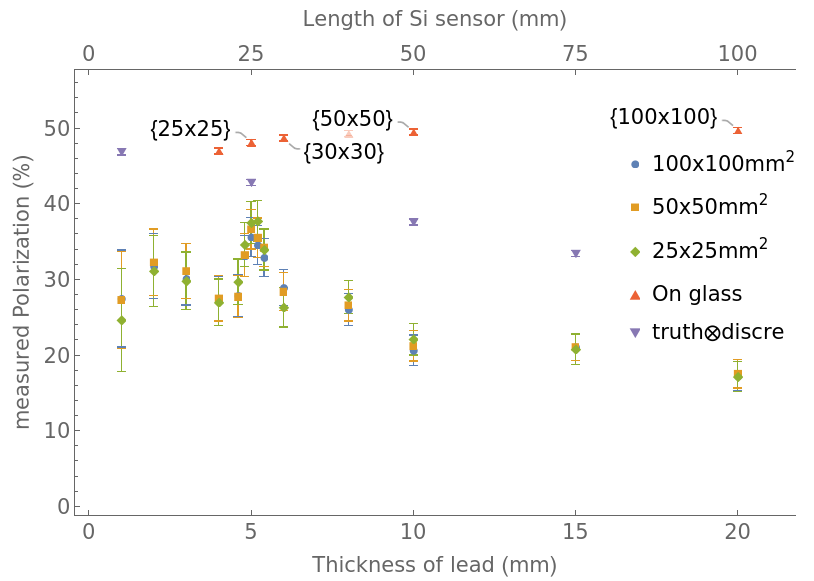 Length of Si sensor (mm)
0 25 50 75 100
{25x25}
{50x50}
{30x30}
{100x100}
100x100mm²
50x50mm²
25x25mm²
On glass
truth⊗discre
measured Polarization (%)
50
40
30
20
10
0
0 5 10 15 20
Thickness of lead (mm)